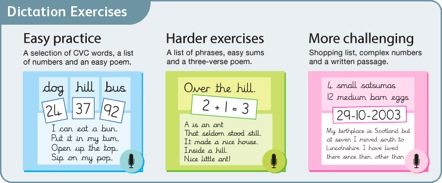 Dictation Exercises
Easy practice
A selection of CVC words, a list
of numbers and an easy poem.
dog hill bus
24 37 92
I can eat a bun,
Put it in my tum,
Open up the top,
Sip on my pop.
Harder exercises
A list of phrases, easy sums
and a three-verse poem.
Over the hill.
2 + 1 = 3
A is an ant
That seldom stood still,
It made a nice house,
Inside a hill.
Nice little ant!
More challenging
Shopping list, complex numbers
and a written passage.
4 small satsumas
12 medium barn eggs
29-10-2003
My birthplace is Scotland but
at seven I moved south to
Lincolnshire. I have lived
there since then, other than